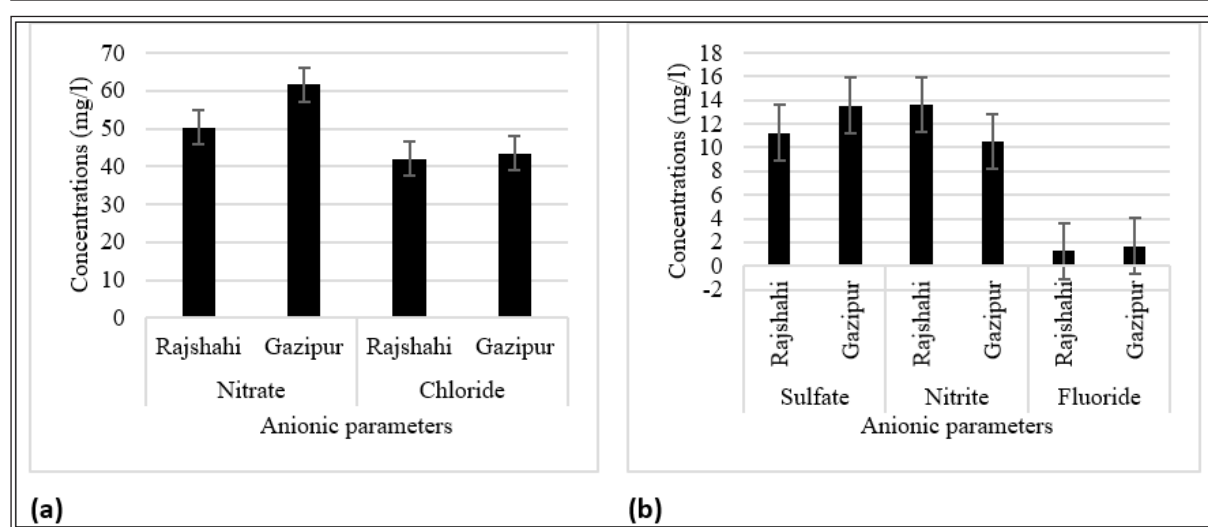 Concentrations (mg/l)
70
60
50
40
30
20
10
0
Rajshahi Gazipur Rajshahi Gazipur
Nitrate Chloride
Anionic parameters
(a)
Concentrations (mg/l)
18
16
14
12
10
8
6
4
2
0
-2
Rajshahi Gazipur Rajshahi Gazipur Rajshahi Gazipur
Sulfate Nitrite Fluoride
Anionic parameters
(b)